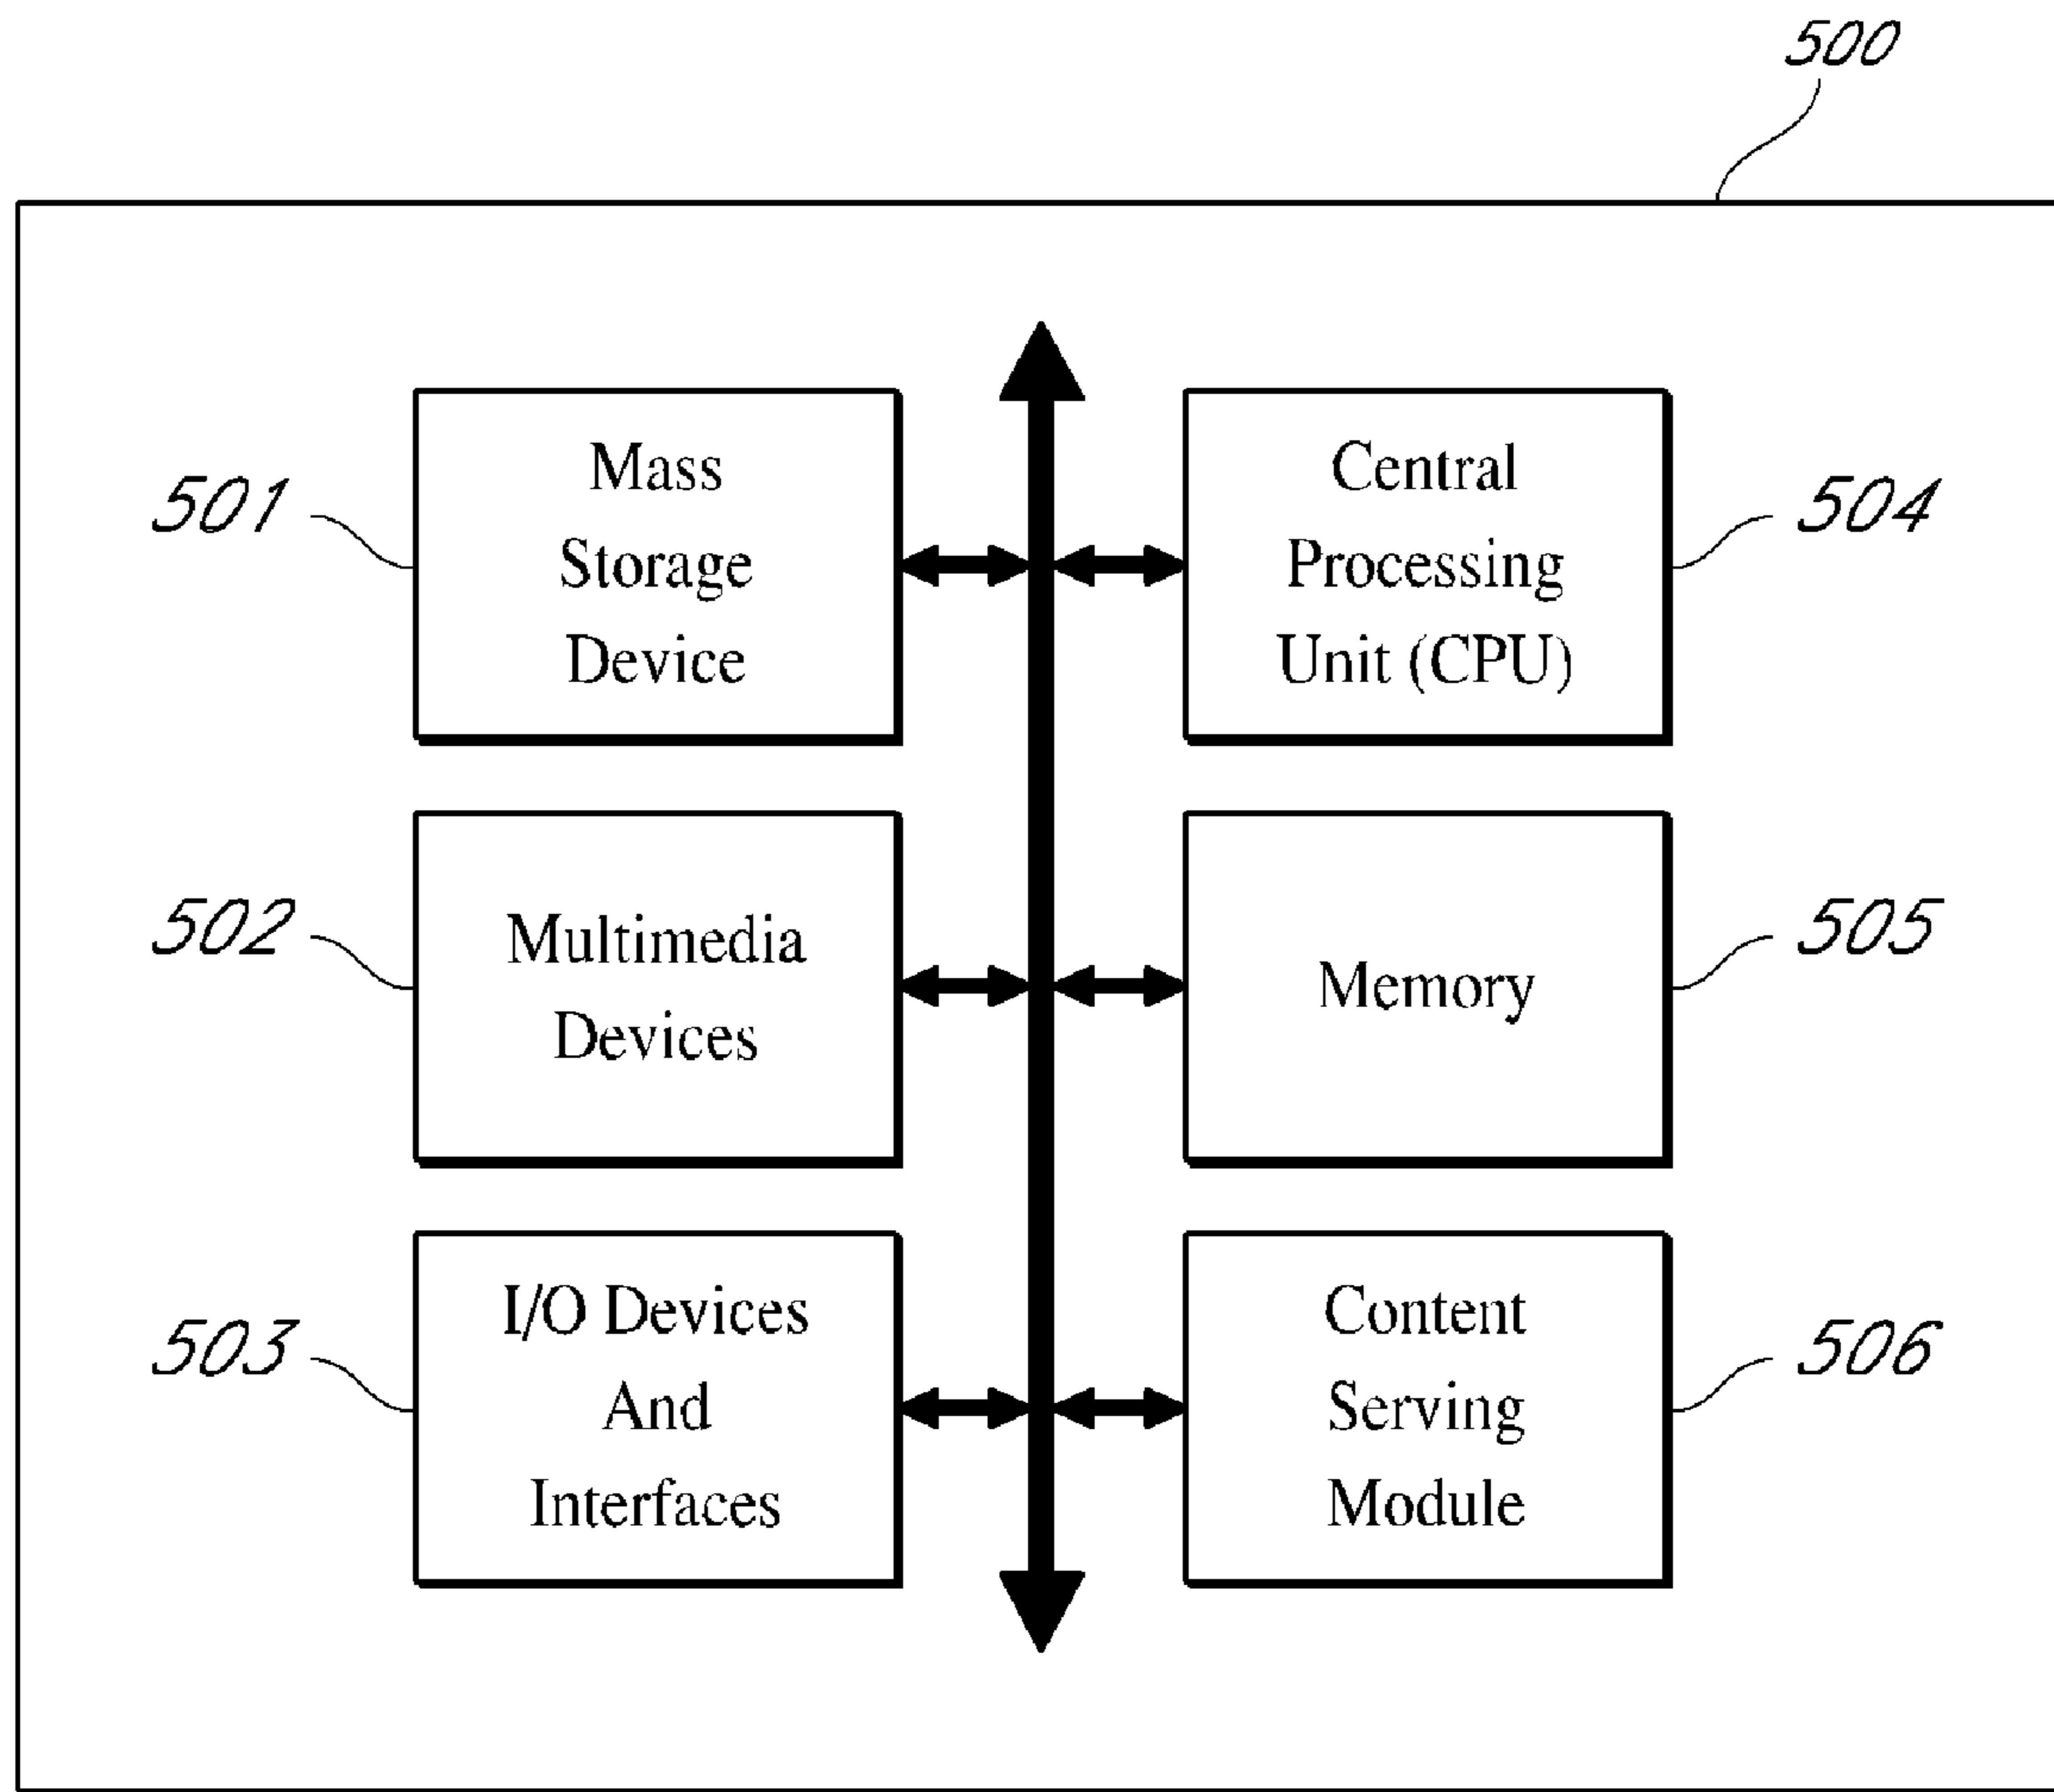 500
501
Mass
Storage
Device
Central
Processing
Unit (CPU)
504
502
Multimedia
Devices
Memory
505
503
I/O Devices
And
Interfaces
Content
Serving
Module
506